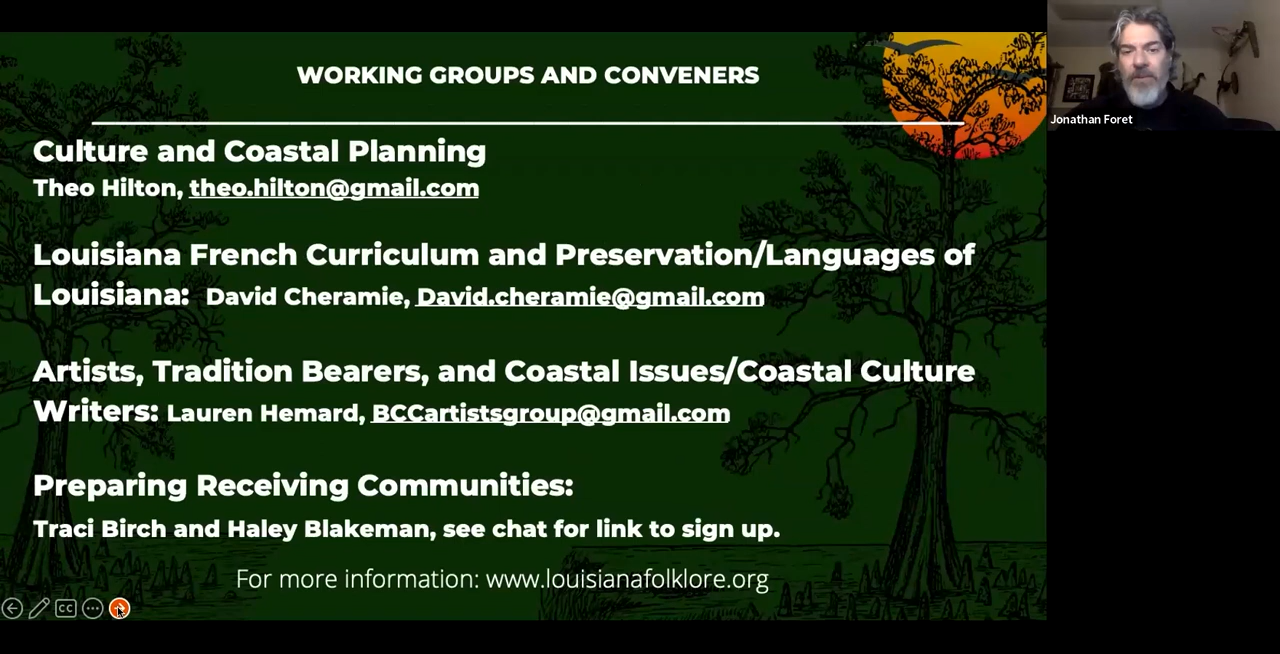 WORKING GROUPS AND CONVENERS
Jonathan Foret
Culture and Coastal Planning
Theo Hilton, theo.hilton@gmail.com
Louisiana French Curriculum and Preservation/Languages of
Louisiana: David Cheramie, David.cheramie@gmail.com
Artists, Tradition Bearers, and Coastal Issues/Coastal Culture
Writers: Lauren Hemard, BCCartistsgroup@gmail.com
Preparing Receiving Communities:
Traci Birch and Haley Blakeman, see chat for link to sign up.
For more information: www.louisianafolklore.org
CC